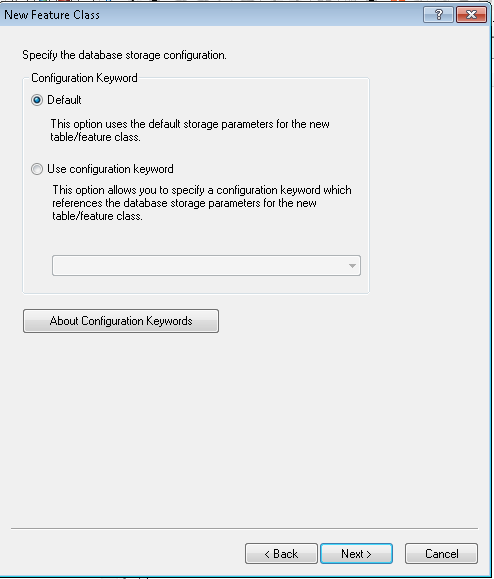 New Feature Class
?
Specify the database storage configuration.
Configuration Keyword
Default
This option uses the default storage parameters for the new
table/feature class.
Use configuration keyword
This option allows you to specify a configuration keyword which
references the database storage parameters for the new
table/feature class.
About Configuration Keywords
< Back Next > Cancel